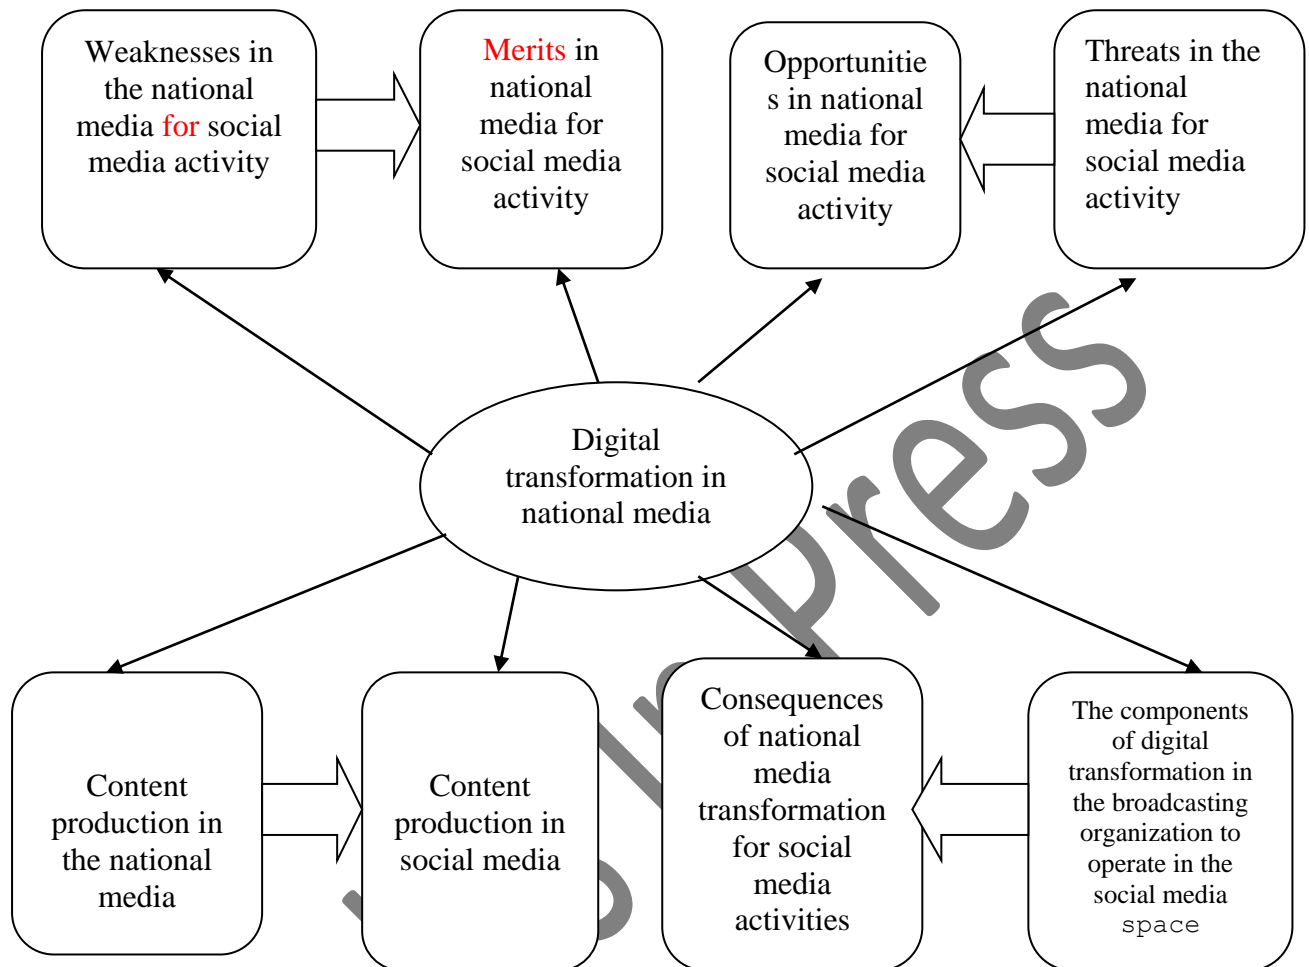 Weaknesses in
the national
media for social
media activity
Merits in
national
media for
social media
activity
Opportunitie
s in national
media for
social media
activity
Threats in the
national
media for
social media
activity
Digital
transformation in
national media
Content
production in
the national
media
Content
production in
social media
Consequences
of national
media
transformation
for social
media
activities
The components
of digital
transformation in
the broadcasting
organization to
operate in the
social media
space
In Press